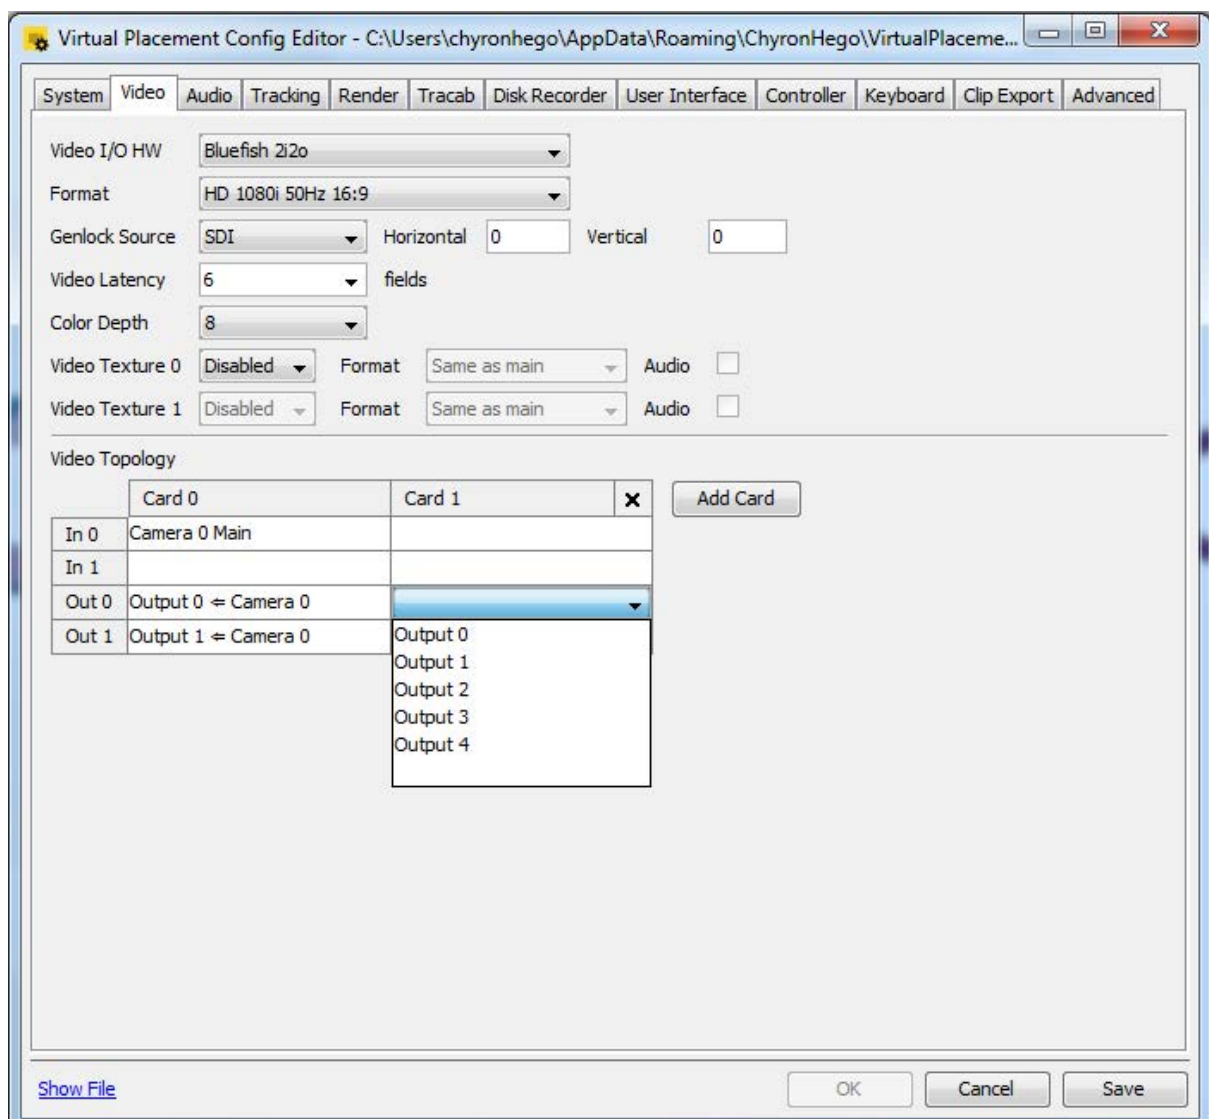 Virtual Placement Config Editor - C:\Users\chyronhego\AppData\Roaming\ChyronHego\VirtualPlaceme...
System Video Audio Tracking Render Tracab Disk Recorder User Interface Controller Keyboard Clip Export Advanced
Video I/O HW Bluefish 2i2o
Format HD 1080i 50Hz 16:9
Genlock Source SDI Horizontal 0 Vertical 0
Video Latency 6 fields
Color Depth 8
Video Texture 0 Disabled Format Same as main Audio
Video Texture 1 Disabled Format Same as main Audio
Video Topology
Card 0 Card 1 Add Card
In 0 Camera 0 Main
In 1
Out 0 Output 0 ⇐ Camera 0
Out 1 Output 1 ⇐ Camera 0 Output 0
Output 1
Output 2
Output 3
Output 4
Show File OK Cancel Save